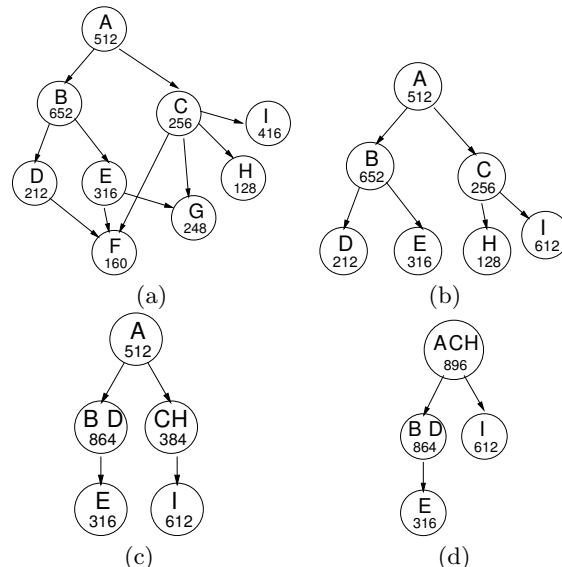 A
512
B
652
C
256
I
416
D
212
E
316
H
128
G
248
F
160
(a)
A
512
B
652
C
256
D
212
E
316
H
128
I
612
(b)
A
512
B D
864
CH
384
E
316
I
612
(c)
ACH
896
B D
864
I
612
E
316
(d)